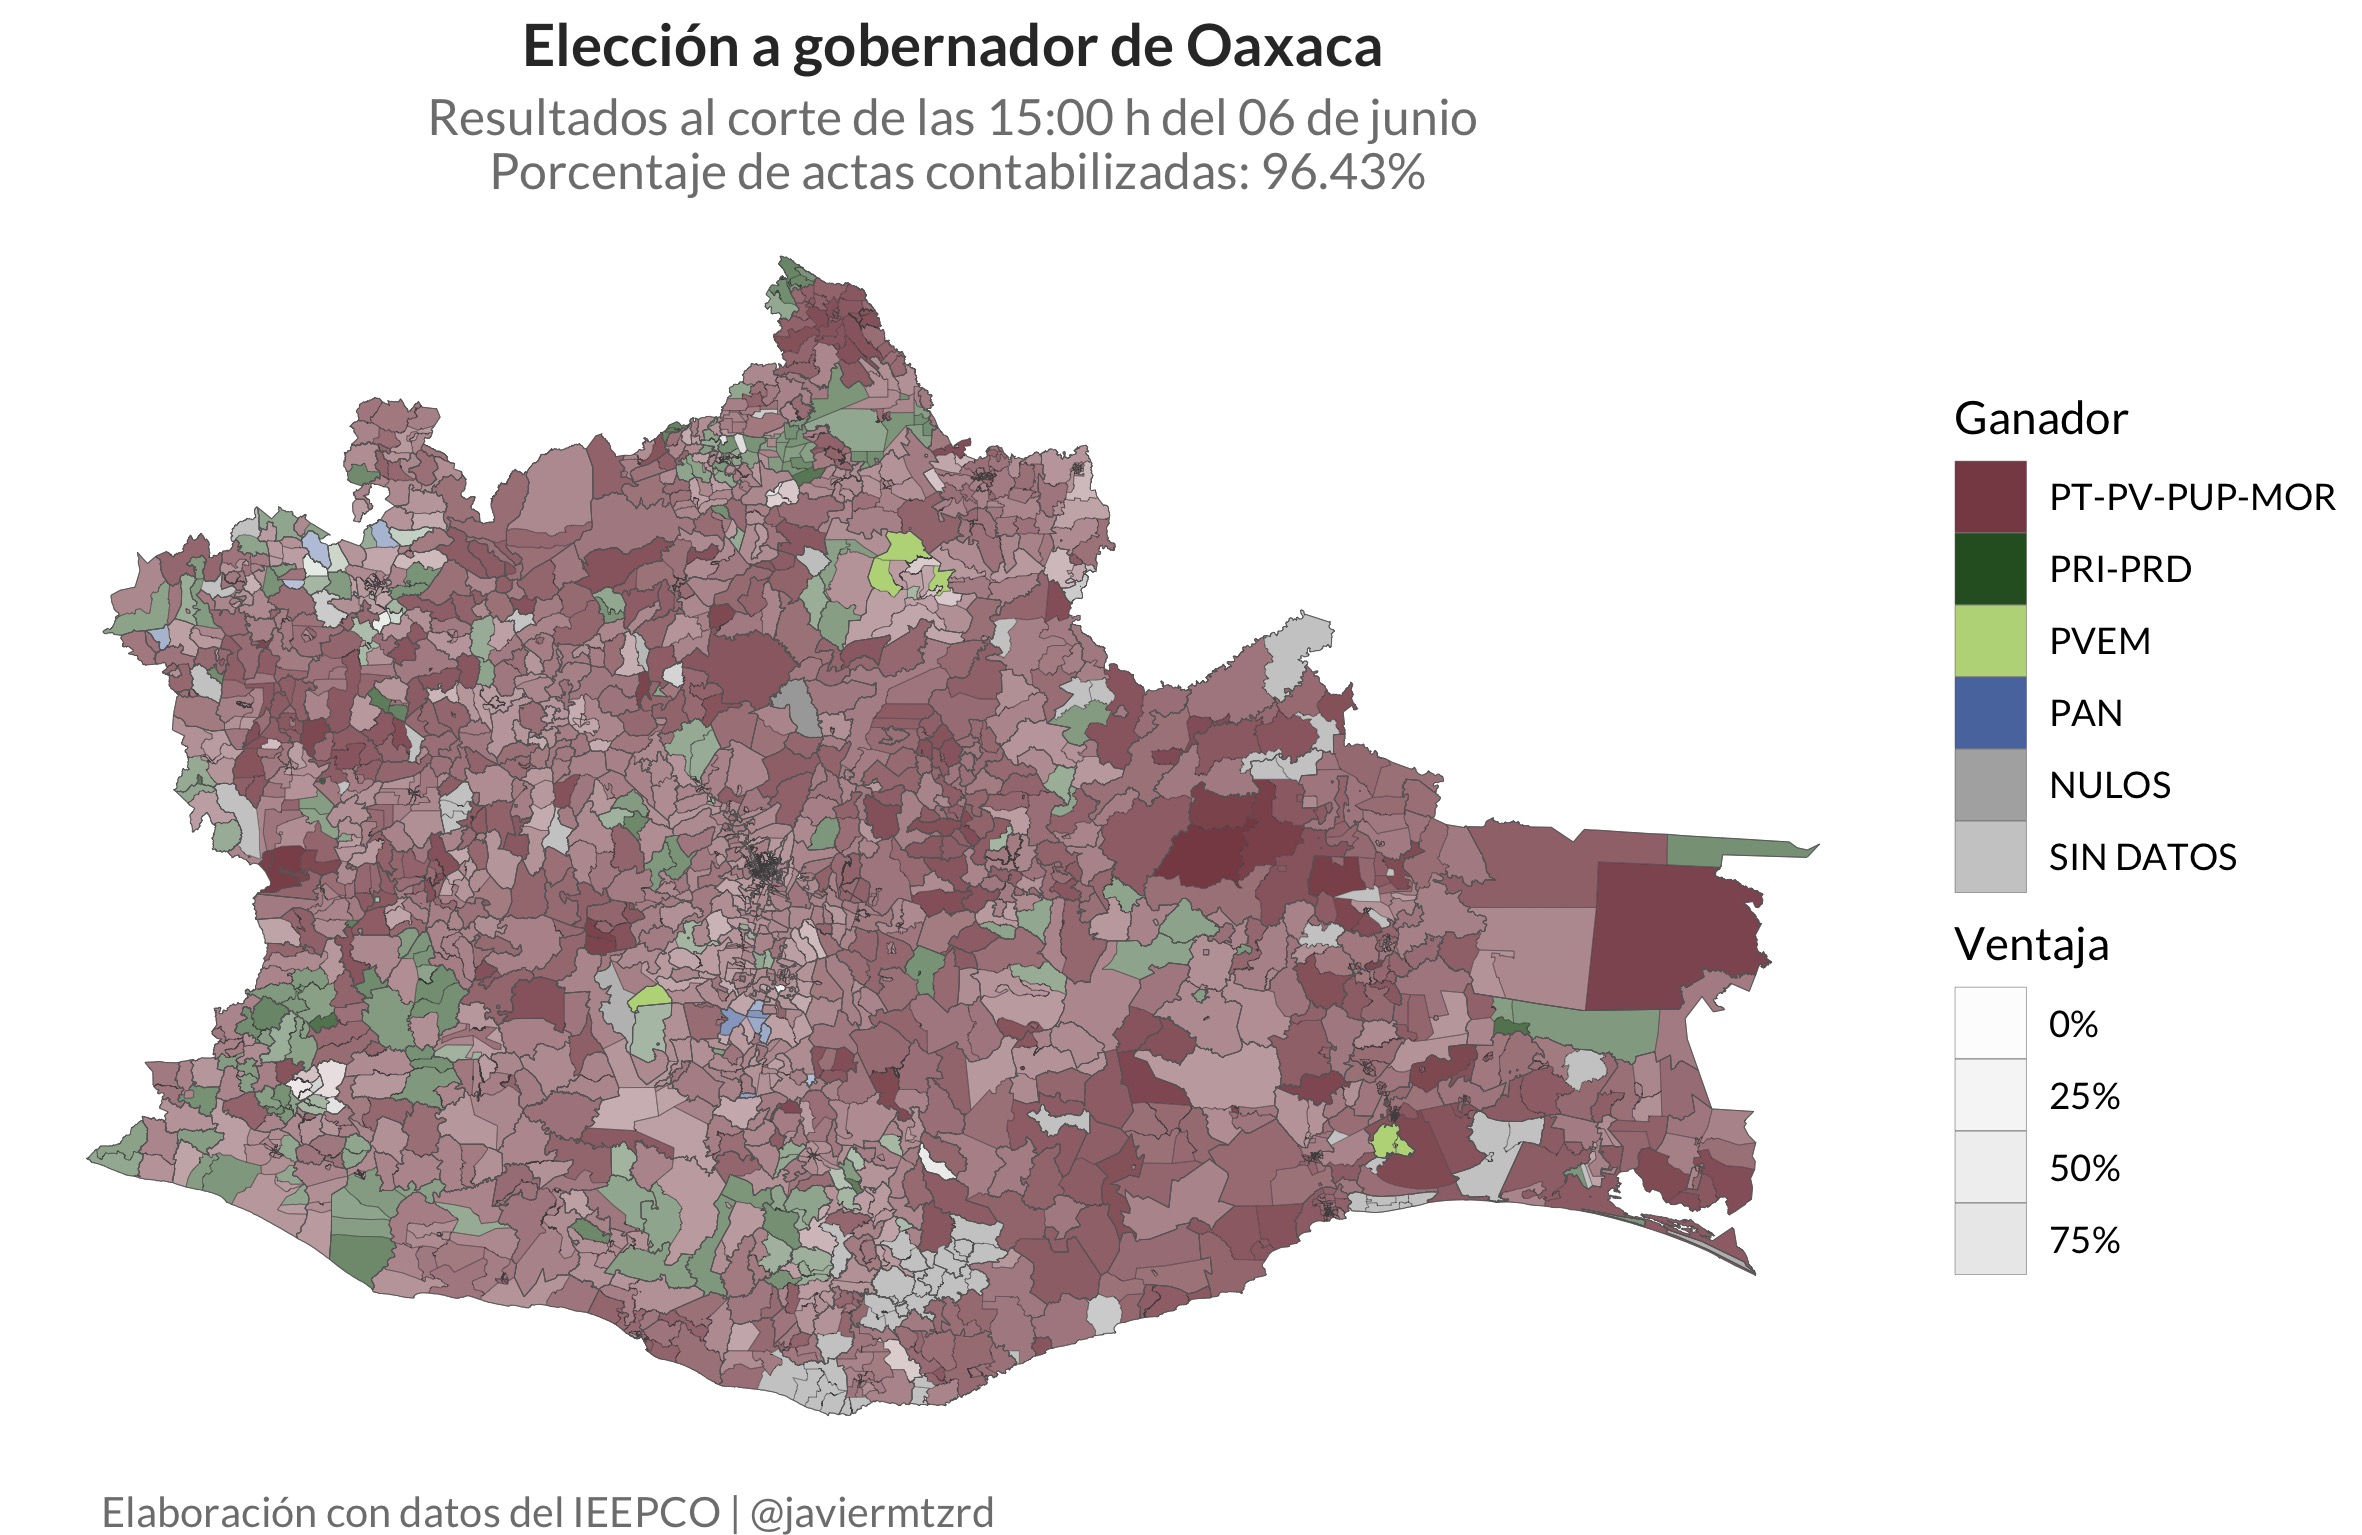 Elección a gobernador de Oaxaca
Resultados al corte de las 15:00 h del 06 de junio
Porcentaje de actas contabilizadas: 96.43%
Ganador
PT-PV-PUP-MOR
PRI-PRD
PVEM
PAN
NULOS
SIN DATOS
Ventaja
0%
25%
50%
75%
Elaboración con datos del IEEPCO | @javiermtzrd